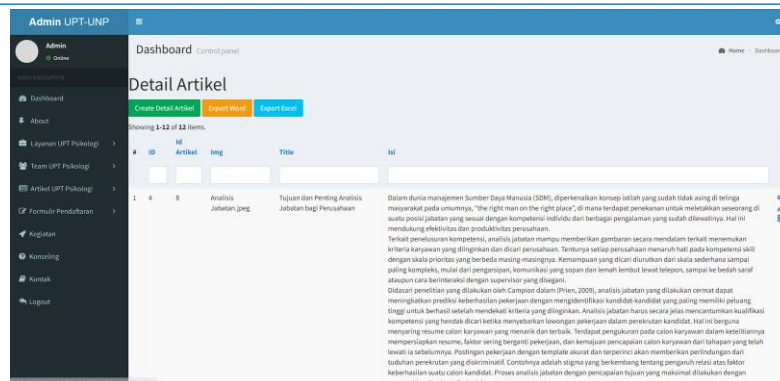 Admin UPT-UNP
Admin
Online
Dashboard
About
Layanan UPT Psikologi
Team UPT Psikologi
Artikel UPT Psikologi
Formulir Pendaftaran
Kegiatan
Konseling
Kontak
Logout
Dashboard Control panel
Home Dashboard
Detail Artikel
Create Detail Artikel Export Word Export Excel
Showing 1-12 of 12 items.
# ID Id Artikel Img Title Isi
1 4 8 Analisis Jabatan.jpeg Tujuan dan Penting Analisis Jabatan bagi Perusahaan
Dalam dunia manajemen Sumber Daya Manusia (SDM), diperkenalkan konsep istilah yang sudah tidak asing di telinga
masyarakat pada umumnya, "the right man on the right place", di mana terdapat penekanan untuk meletakkan seseorang di
suatu posisi jabatan yang sesuai dengan kompetensi individu dari berbagai pengalaman yang sudah dilewatinya. Hal ini
mendukung efektivitas dan produktivitas perusahaan.
Terkait penelusuran kompetensi, analisis jabatan mampu memberikan gambaran secara mendalam terkait menemukan
kriteria karyawan yang diinginkan dan dicari perusahaan. Tentunya setiap perusahaan menaruh hati pada kompetensi skill
dengan skala prioritas yang berbeda masing-masingnya. Kemampuan yang dicari diurutkan dari skala sederhana sampai
paling kompleks, mulai dari pengarsipan, komunikasi yang sopan dan lemah lembut lewat telepon, sampai ke bedah saraf
ataupun cara berinteraksi dengan supervisor yang disegani.
Didasari penelitian yang dilakukan oleh Campion dalam (Prien, 2009), analisis jabatan yang dilakukan cermat dapat
meningkatkan prediksi keberhasilan pekerjaan dengan mengidentifikasi kandidat-kandidat yang paling memiliki peluang
tinggi untuk berhasil setelah mendekati kriteria yang diinginkan. Analisis jabatan harus secara jelas mencantumkan kualifikasi
kompetensi yang hendak dicari ketika menyebarkan lowongan pekerjaan dalam perekrutan kandidat. Hal ini berguna
menyaring resume calon karyawan yang menarik dan terbaik. Terdapat pengukuran pada calon karyawan dalam ketelitiannya
mempersiapkan berkas resume, faktor sering berganti pekerjaan, dan kemajuan pencapaian calon karyawan dari tahapan yang telah
lewati ia sebelumnya. Postingan pekerjaan dengan template akurat dan terperinci akan memberikan perlindungan dari
tuduhan perekrutan yang diskriminatif. Contohnya adalah stigma yang berkembang tentang pengaruh relasi atas faktor
keberhasilan suatu calon kandidat. Proses analisis jabatan dengan pencapaian tujuan yang maksimal dilakukan dengan